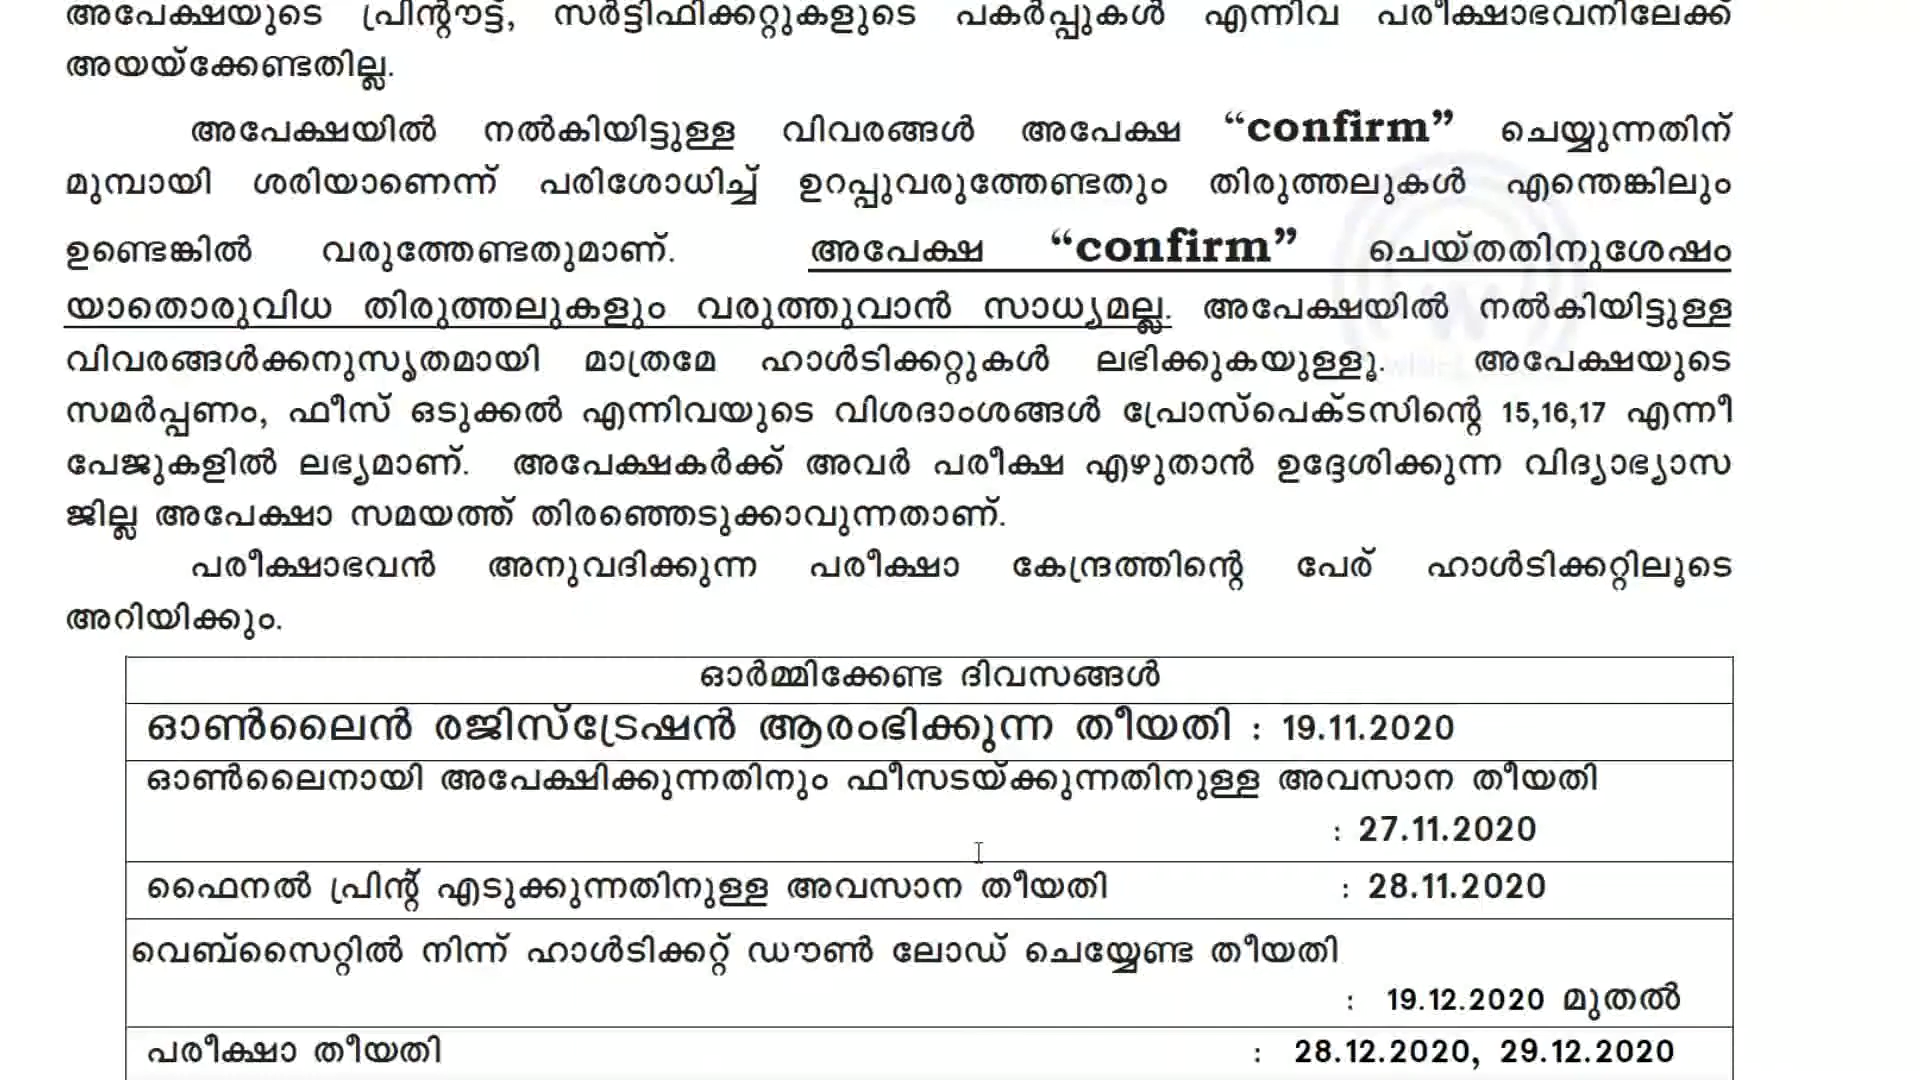 അപേക്ഷയുടെ പ്രിന്റൗട്ട്, സർട്ടിഫിക്കറ്റുകളുടെ പകർപ്പുകൾ എന്നിവ പരീക്ഷാഭവനിലേക്ക്
അയയ്ക്കേണ്ടതില്ല.
അപേക്ഷയിൽ നൽകിയിട്ടുള്ള വിവരങ്ങൾ അപേക്ഷ “confirm” ചെയ്യുന്നതിന്
മുമ്പായി ശരിയാണെന്ന് പരിശോധിച്ച് ഉറപ്പുവരുത്തേണ്ടതും തിരുത്തലുകൾ എന്തെങ്കിലും
ഉണ്ടെങ്കിൽ വരുത്തേണ്ടതുമാണ്. അപേക്ഷ “confirm” ചെയ്തതിനുശേഷം
യാതൊരുവിധ തിരുത്തലുകളും വരുത്തുവാൻ സാധ്യമല്ല. അപേക്ഷയിൽ നൽകിയിട്ടുള്ള
വിവരങ്ങൾക്കനുസൃതമായി മാത്രമേ ഹാൾടിക്കറ്റുകൾ ലഭിക്കുകയുള്ളൂ. അപേക്ഷയുടെ
സമർപ്പണം, ഫീസ് ഒടുക്കൽ എന്നിവയുടെ വിശദാംശങ്ങൾ പ്രോസ്പെക്ടസിന്റെ 15,16,17 എന്നീ
പേജുകളിൽ ലഭ്യമാണ്. അപേക്ഷകർക്ക് അവർ പരീക്ഷ എഴുതാൻ ഉദ്ദേശിക്കുന്ന വിദ്യാഭ്യാസ
ജില്ല അപേക്ഷാ സമയത്ത് തിരഞ്ഞെടുക്കാവുന്നതാണ്.
പരീക്ഷാഭവൻ അനുവദിക്കുന്ന പരീക്ഷാ കേന്ദ്രത്തിന്റെ പേര് ഹാൾടിക്കറ്റിലൂടെ
അറിയിക്കും.
ഓർമ്മിക്കേണ്ട ദിവസങ്ങൾ
ഓൺലൈൻ രജിസ്ട്രേഷൻ ആരംഭിക്കുന്ന തീയതി : 19.11.2020
ഓൺലൈനായി അപേക്ഷിക്കുന്നതിനും ഫീസടയ്ക്കുന്നതിനുള്ള അവസാന തീയതി
: 27.11.2020
ഫൈനൽ പ്രിന്റ് എടുക്കുന്നതിനുള്ള അവസാന തീയതി : 28.11.2020
വെബ്സൈറ്റിൽ നിന്ന് ഹാൾടിക്കറ്റ് ഡൗൺ ലോഡ് ചെയ്യേണ്ട തീയതി
: 19.12.2020 മുതൽ
പരീക്ഷാ തീയതി : 28.12.2020, 29.12.2020